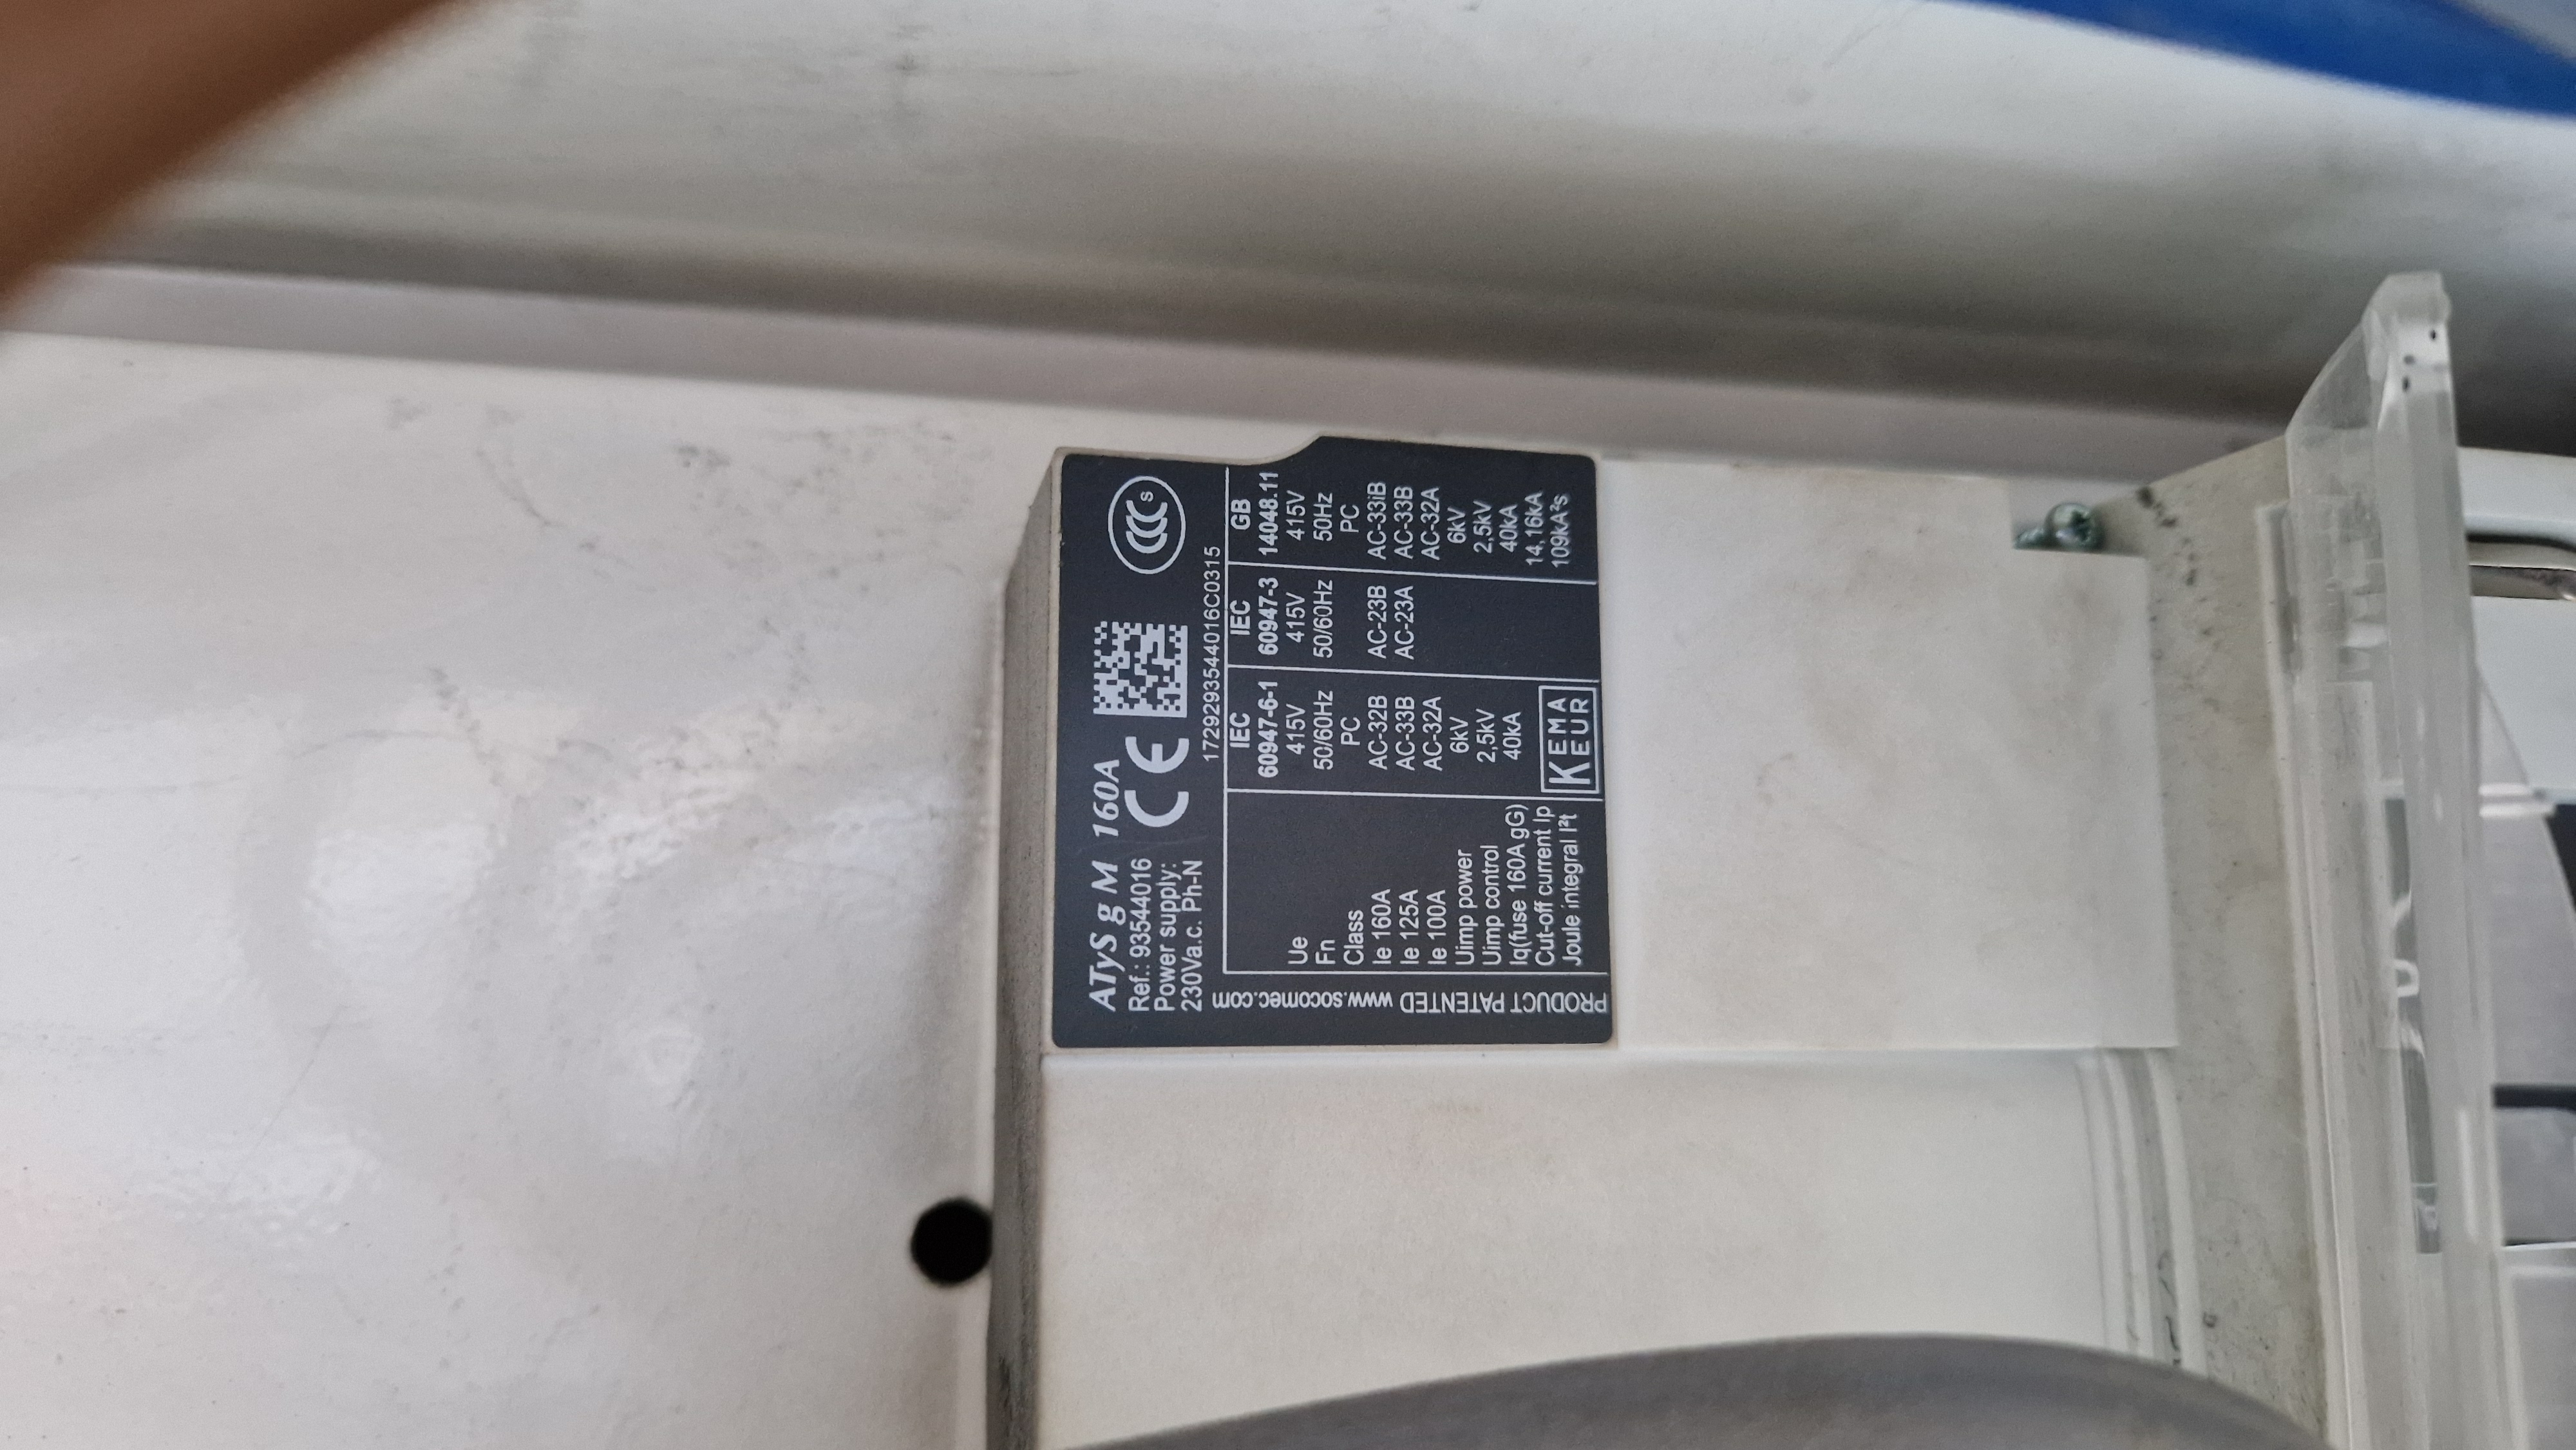 ATyS g M 160A
Ref.: 93544016
Power supply:
230Va.c. Ph-N
CE
CCC S
17292935440​16C0315
IEC IEC GB
60947-6-1 60947-3 14048.11
Ue 415V 415V 415V
Fn 50/60Hz 50/60Hz 50Hz
Class PC PC
Ie 160A AC-32B AC-23B AC-33iB
Ie 125A AC-33B AC-23A AC-33B
Ie 100A AC-32A AC-32A
Uimp power 6kV 6kV
Uimp control 2,5kV 2,5kV
Iq(fuse 160A gG) 40kA 40kA
Cut-off current Ip 14,16kA
Joule integral I²t 109kA²s
KEMA
KEUR
PRODUCT PATENTED www.socomec.com